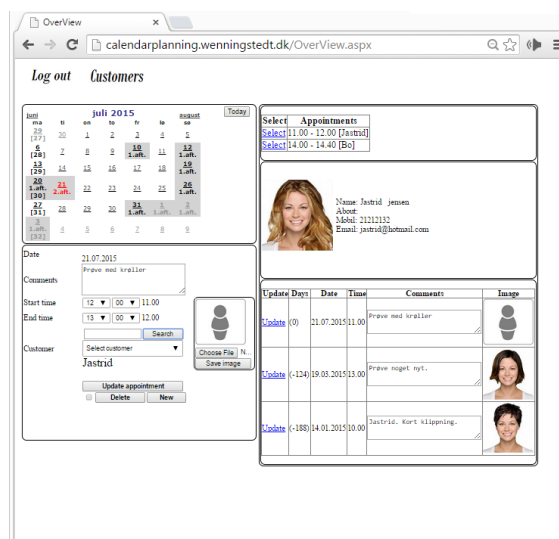 OverView
calendarplanning.wenningstedt.dk/OverView.aspx
Log out Customers
juni juli 2015 august Today
ma ti on to fr lø sø
29 [27] 30 1 2 3 4 5
6 [28] 7 8 9 10 1.aft. 11 12 1.aft.
13 [29] 14 15 16 17 18 19 1.aft.
20 1.aft. [30] 21 2.aft. 22 23 24 25 26 1.aft.
27 [31] 28 29 30 31 1.aft. 1 1.aft. 2 1.aft.
3 1.aft. [32] 4 5 6 7 8 9
Date 21.07.2015
Comments Prøve med krøller
Start time 12 00 11.00
End time 13 00 12.00
Search
Customer Select customer
Jastrid
Choose File N...
Save image
Update appointment
Delete New
Select Appointments
Select 11.00 - 12.00 [Jastrid]
Select 14.00 - 14.40 [Bo]
Name: Jastrid jensen
About:
Mobil: 21212132
Email: jastrid@hotmail.com
Update Days Date Time Comments Image
Update (0) 21.07.2015 11.00 Prøve med krøller
Update (-124) 19.03.2015 13.00 Prøve noget nyt.
Update (-188) 14.01.2015 10.00 Jastrid. Kort klippning.